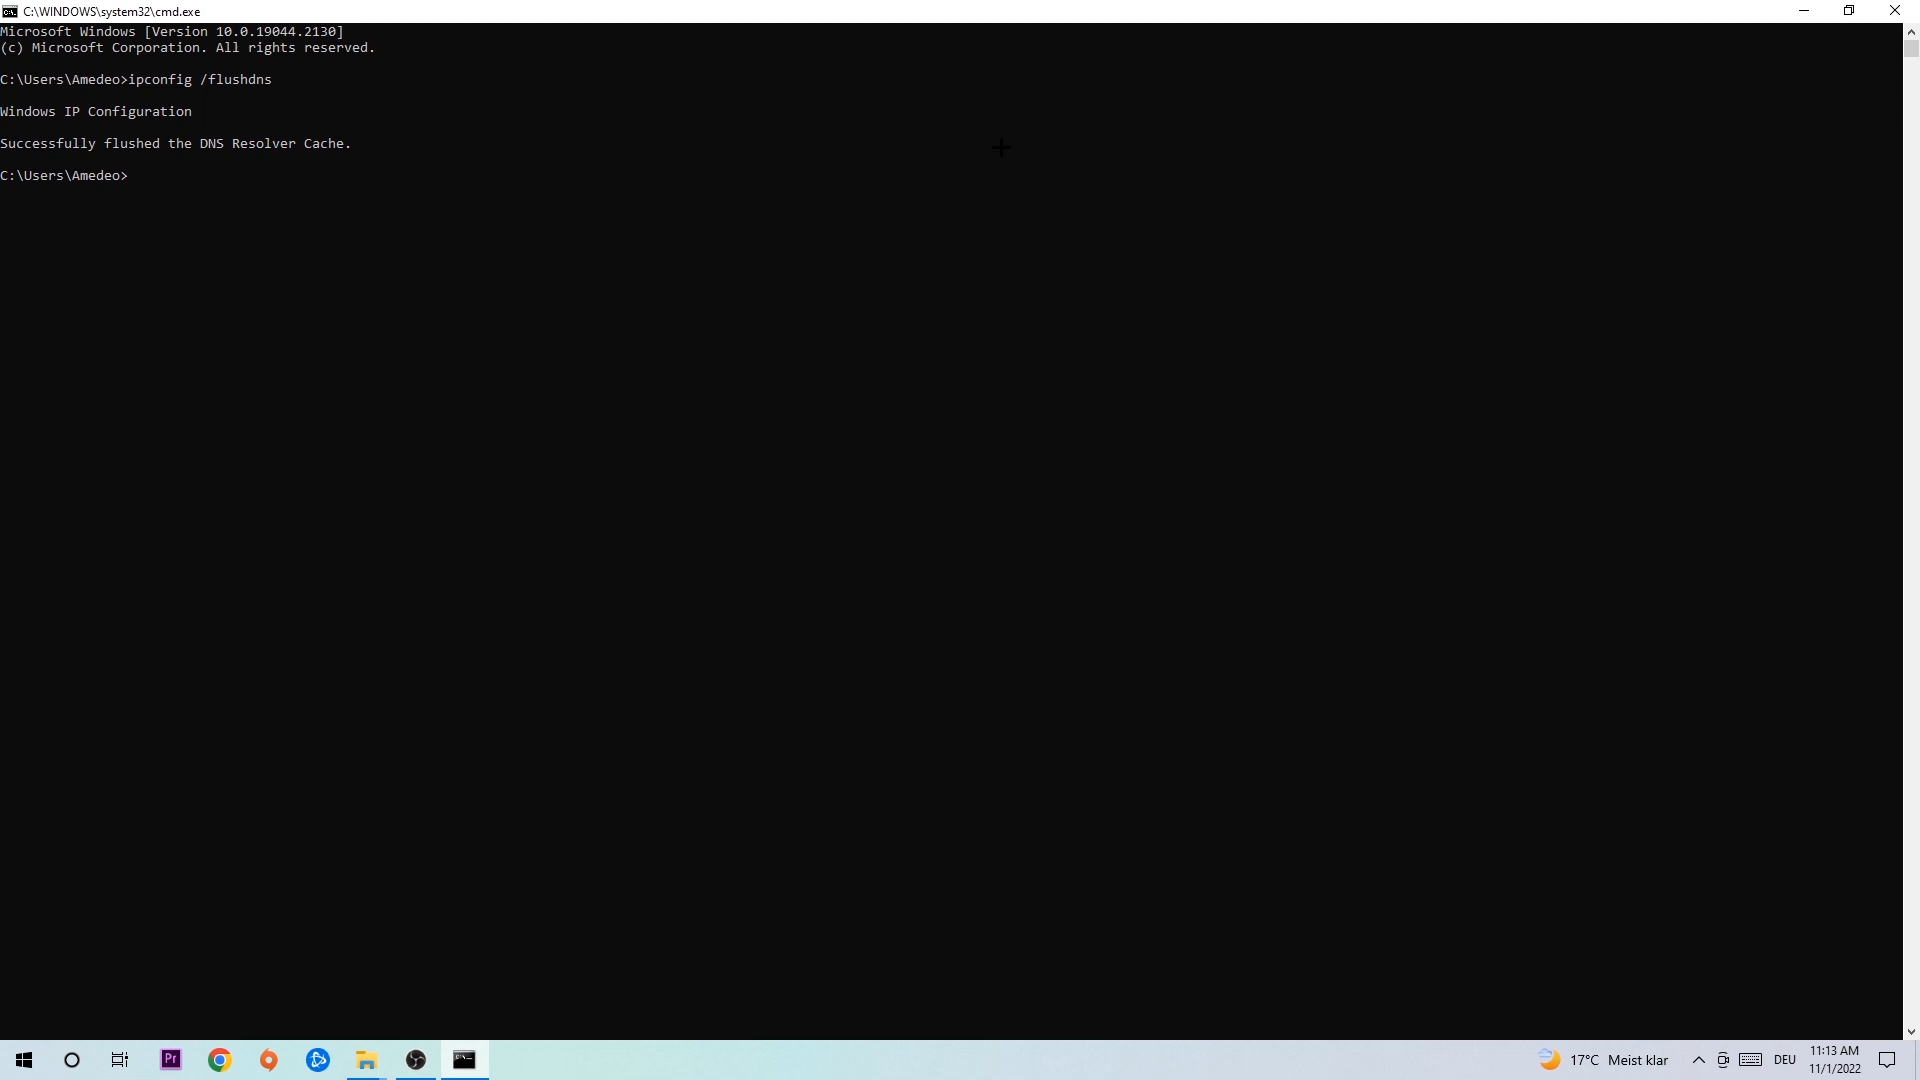 C:\WINDOWS\system32\cmd.exe
Microsoft Windows [Version 10.0.19044.2130]
(c) Microsoft Corporation. All rights reserved.
C:\Users\Amedeo>ipconfig /flushdns
Windows IP Configuration
Successfully flushed the DNS Resolver Cache.
C:\Users\Amedeo>
Pr
17°C Meist klar
DEU
11:13 AM
11/1/2022